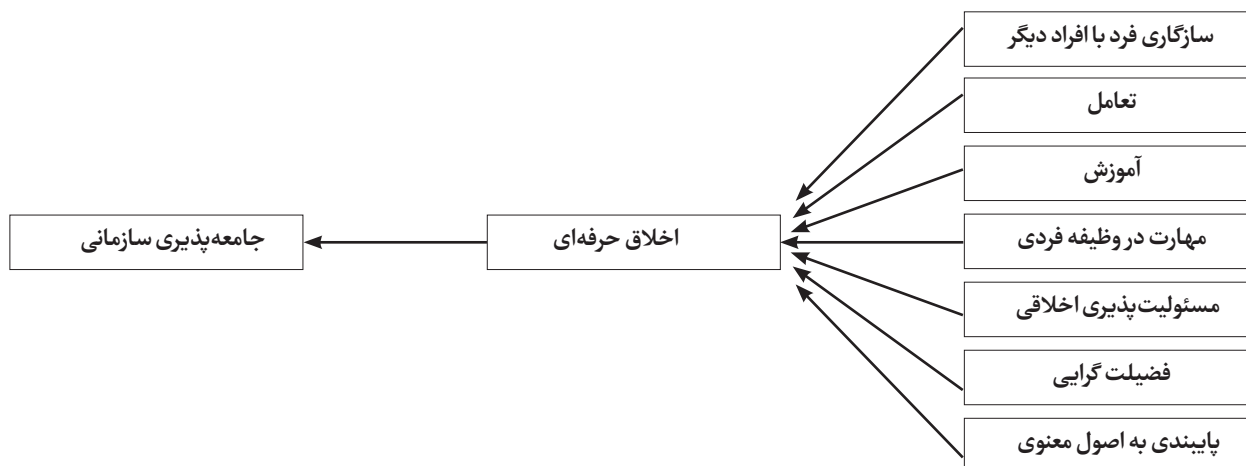 سازگاری فرد با افراد دیگر
تعامل
آموزش
مهارت در وظیفه فردی
اخلاق حرفه‌ای
جامعه‌پذیری سازمانی
مسئولیت‌پذیری اخلاقی
فضیلت گرایی
پایبندی به اصول معنوی